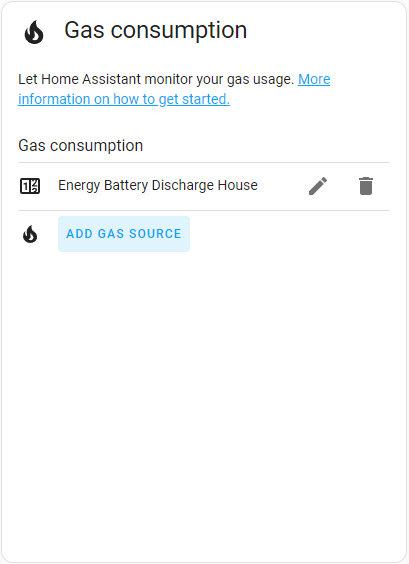 Gas consumption
Let Home Assistant monitor your gas usage. More
information on how to get started.
Gas consumption
Energy Battery Discharge House
ADD GAS SOURCE